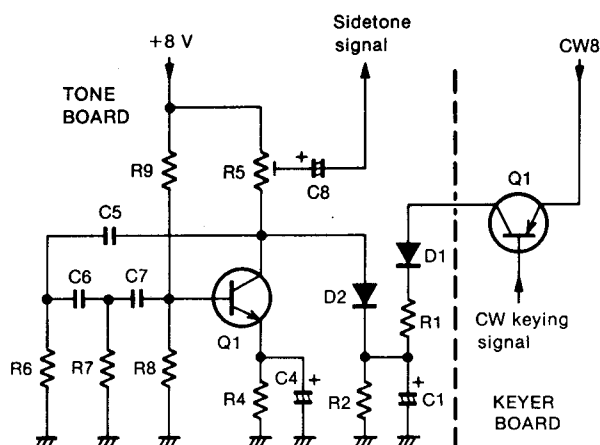 Sidetone
signal
CW8
+8 V
TONE
BOARD
R9
R5
+
C8
Q1
C5
D1
C6
C7
D2
R1
CW keying
signal
Q1
R6
R7
R8
R4
C4
+
R2
+
C1
KEYER
BOARD